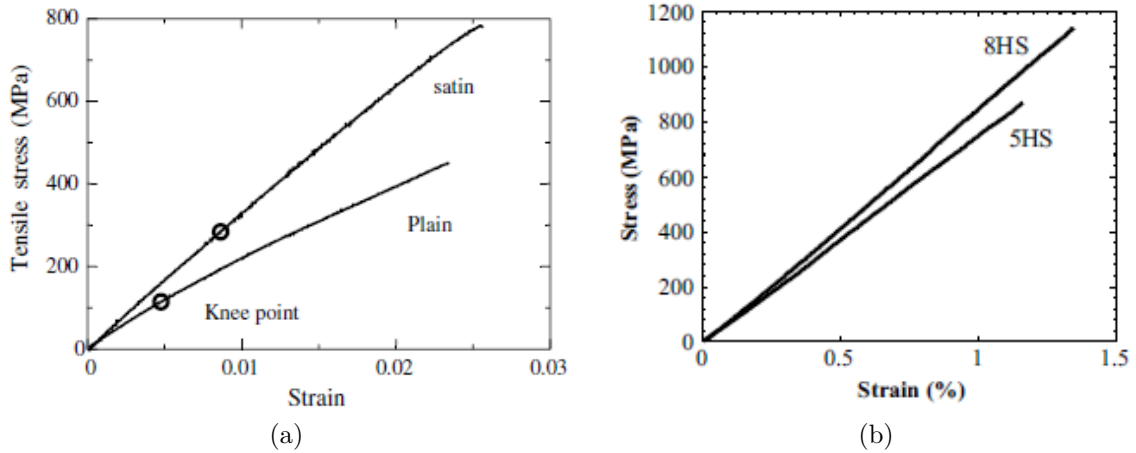 800
600
400
200
0
0
0.01
0.02
0.03
Tensile stress (MPa)
Strain
satin
Plain
Knee point
(a)
1200
1000
800
600
400
200
0
0
0.5
1
1.5
Stress (MPa)
Strain (%)
8HS
5HS
(b)